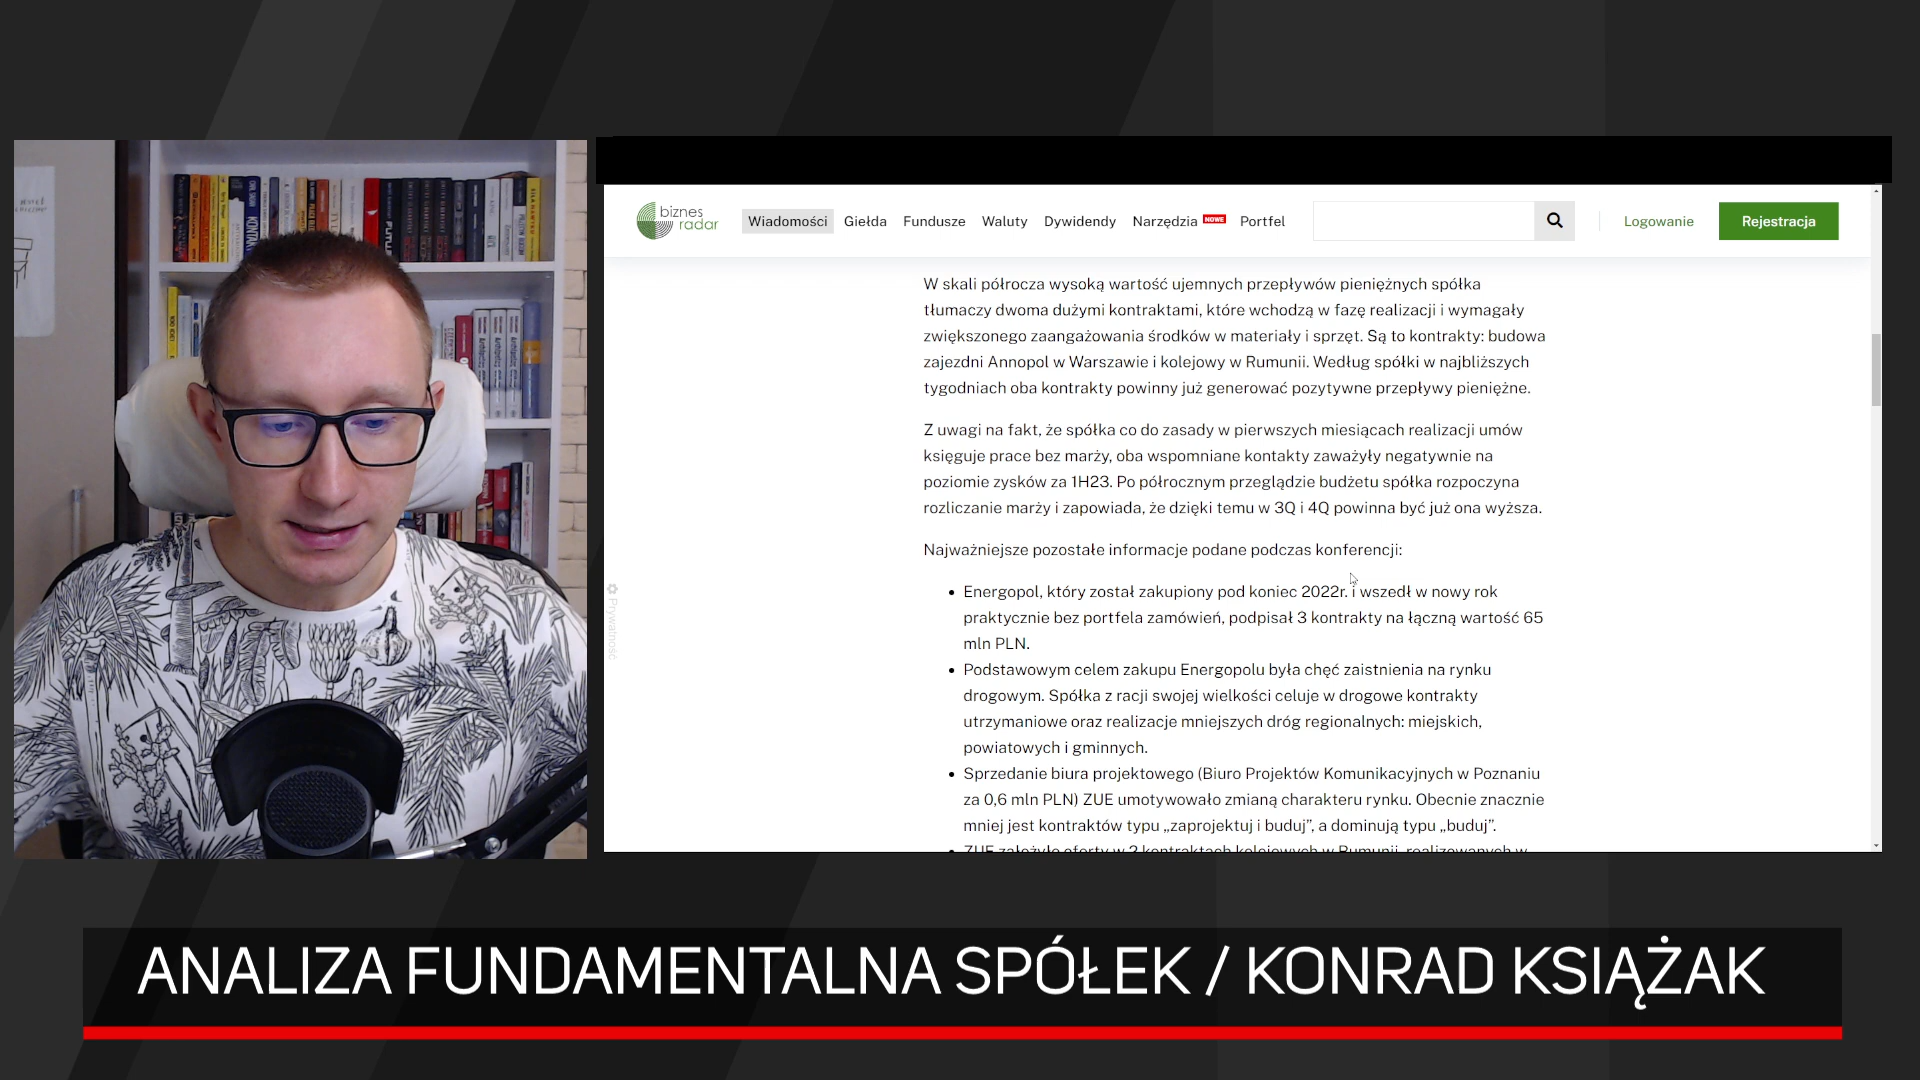 biznes
radar
Wiadomości
Giełda
Fundusze
Waluty
Dywidendy
Narzędzia NOWE
Portfel
Logowanie
Rejestracja
W skali półrocza wysoką wartość ujemnych przepływów pieniężnych spółka
tłumaczy dwoma dużymi kontraktami, które wchodzą w fazę realizacji i wymagały
zwiększonego zaangażowania środków w materiały i sprzęt. Są to kontrakty: budowa
zajezdni Annopol w Warszawie i kolejowy w Rumunii. Według spółki w najbliższych
tygodniach oba kontrakty powinny już generować pozytywne przepływy pieniężne.
Z uwagi na fakt, że spółka co do zasady w pierwszych miesiącach realizacji umów
księguje prace bez marży, oba wspomniane kontakty zaważyły negatywnie na
poziomie zysków za 1H23. Po półrocznym przeglądzie budżetu spółka rozpoczyna
rozliczanie marży i zapowiada, że dzięki temu w 3Q i 4Q powinna być już ona wyższa.
Najważniejsze pozostałe informacje podane podczas konferencji:
• Energopol, który został zakupiony pod koniec 2022r. i wszedł w nowy rok
praktycznie bez portfela zamówień, podpisał 3 kontrakty na łączną wartość 65
mln PLN.
• Podstawowym celem zakupu Energopolu była chęć zaistnienia na rynku
drogowym. Spółka z racji swojej wielkości celuje w drogowe kontrakty
utrzymaniowe oraz realizacje mniejszych dróg regionalnych: miejskich,
powiatowych i gminnych.
• Sprzedanie biura projektowego (Biuro Projektów Komunikacyjnych w Poznaniu
za 0,6 mln PLN) ZUE umotywowało zmianą charakteru rynku. Obecnie znacznie
mniej jest kontraktów typu „zaprojektuj i buduj”, a dominują typu „buduj”.
• ZUE założyło oferty w 2 kontraktach kolejowych w Rumunii, realizowanych w
Prywatność
ANALIZA FUNDAMENTALNA SPÓŁEK / KONRAD KSIĄŻAK